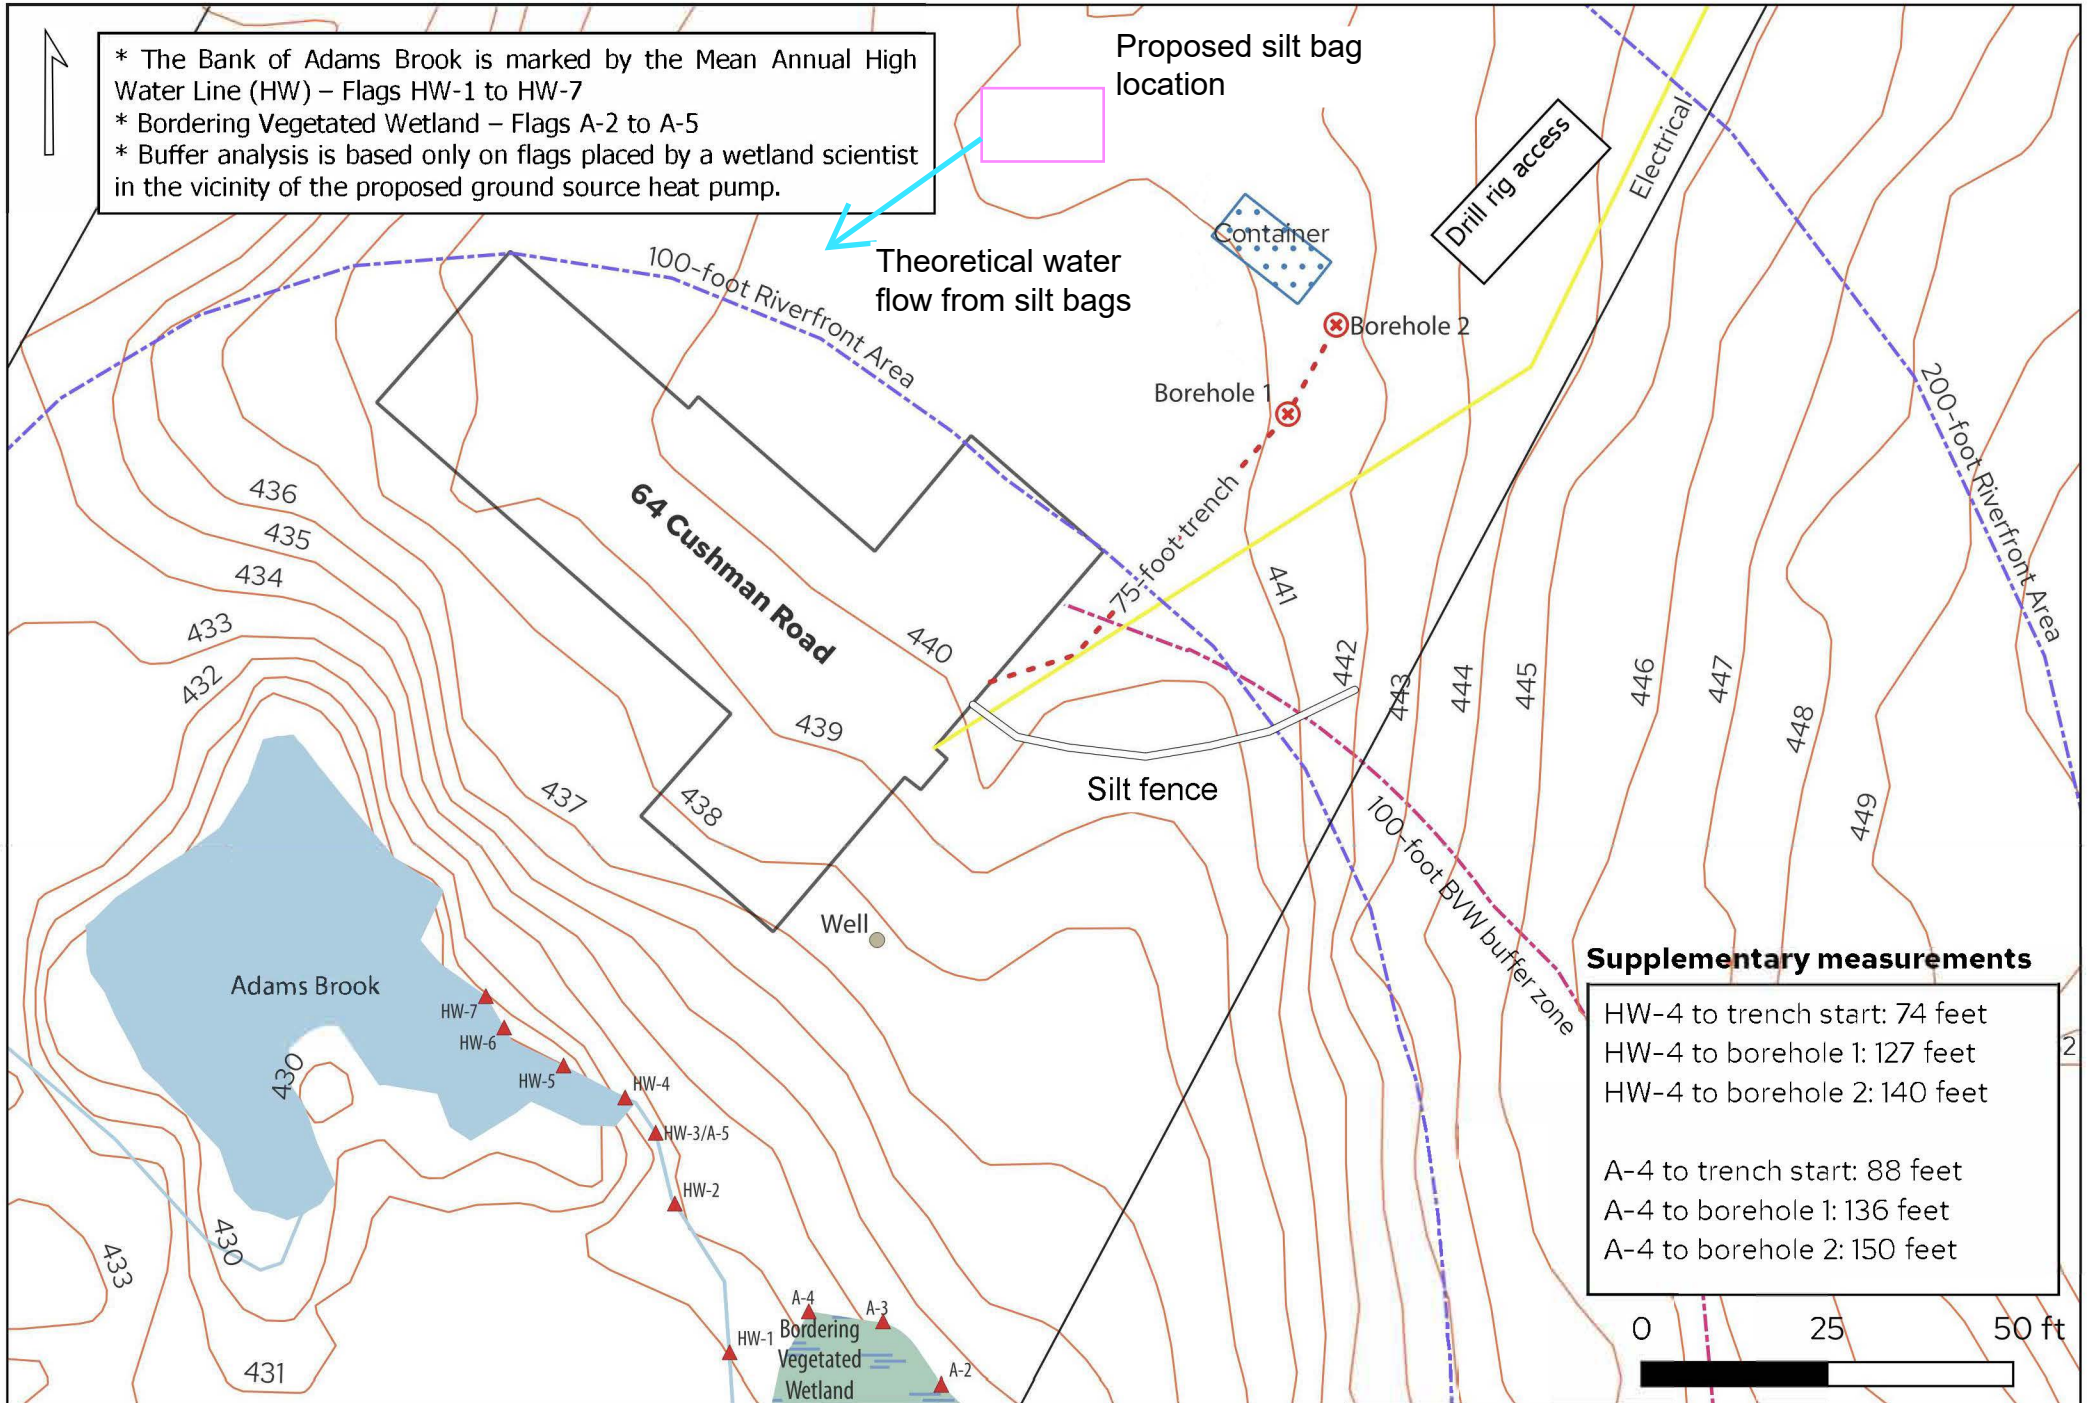 * The Bank of Adams Brook is marked by the Mean Annual High
Water Line (HW) – Flags HW-1 to HW-7
* Bordering Vegetated Wetland – Flags A-2 to A-5
* Buffer analysis is based only on flags placed by a wetland scientist
in the vicinity of the proposed ground source heat pump.
Proposed silt bag
location
Drill rig access
Electrical
Container
Theoretical water
flow from silt bags
100-foot Riverfront Area
Borehole 2
Borehole 1
200-foot Riverfront Area
75-foot trench
64 Cushman Road
436
435
434
433
432
441
440
439
438
437
442
443
444
445
446
447
448
449
Silt fence
100-foot BVW buffer zone
Well
Adams Brook
HW-7
HW-6
HW-5
HW-4
HW-3/A-5
HW-2
HW-1
430
430
433
431
A-4
A-3
A-2
Bordering
Vegetated
Wetland
Supplementary measurements
HW-4 to trench start: 74 feet
HW-4 to borehole 1: 127 feet
HW-4 to borehole 2: 140 feet
A-4 to trench start: 88 feet
A-4 to borehole 1: 136 feet
A-4 to borehole 2: 150 feet
2
0 25 50 ft